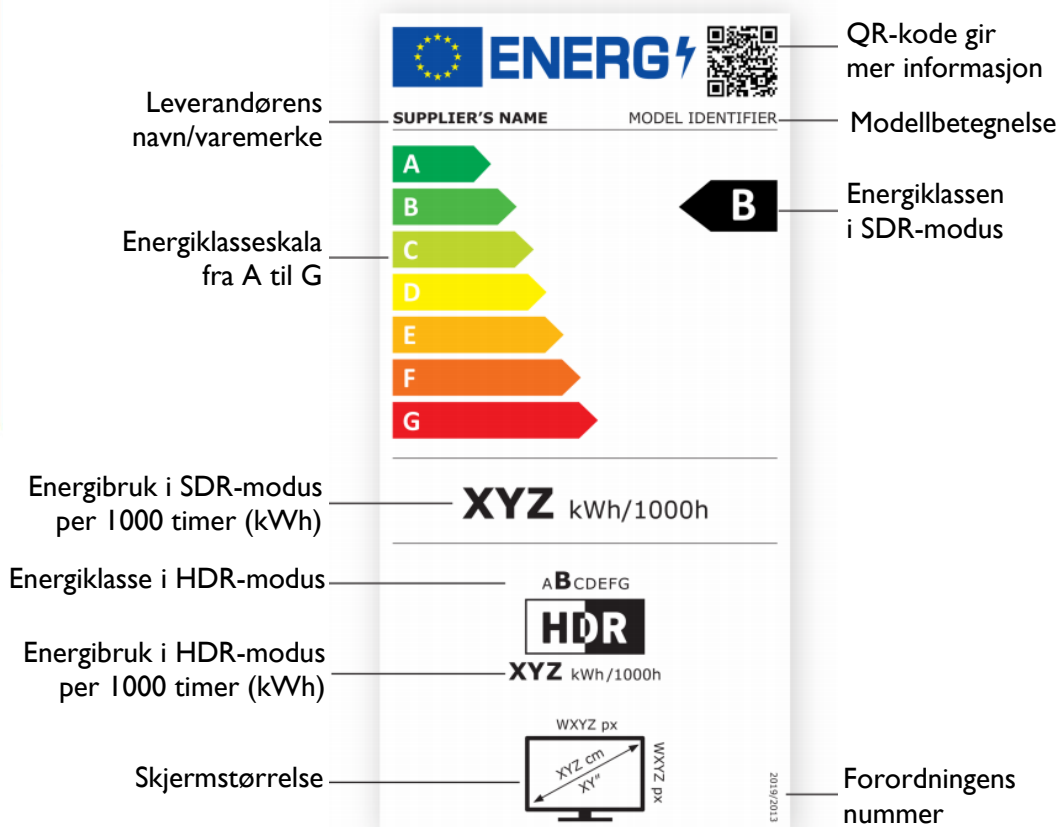 ENERG
QR-kode gir
mer informasjon
Leverandørens
navn/varemerke
SUPPLIER'S NAME
MODEL IDENTIFIER
Modellbetegnelse
A
B
C
D
E
F
G
B
Energiklassen
i SDR-modus
Energiklasseskala
fra A til G
Energibruk i SDR-modus
per 1000 timer (kWh)
XYZ kWh/1000h
Energiklasse i HDR-modus
ABCDEFG
HDR
Energibruk i HDR-modus
per 1000 timer (kWh)
XYZ kWh/1000h
WXYZ px
Skjermstørrelse
XYZ cm
XY"
WXYZ px
2019/2013
Forordningens
nummer